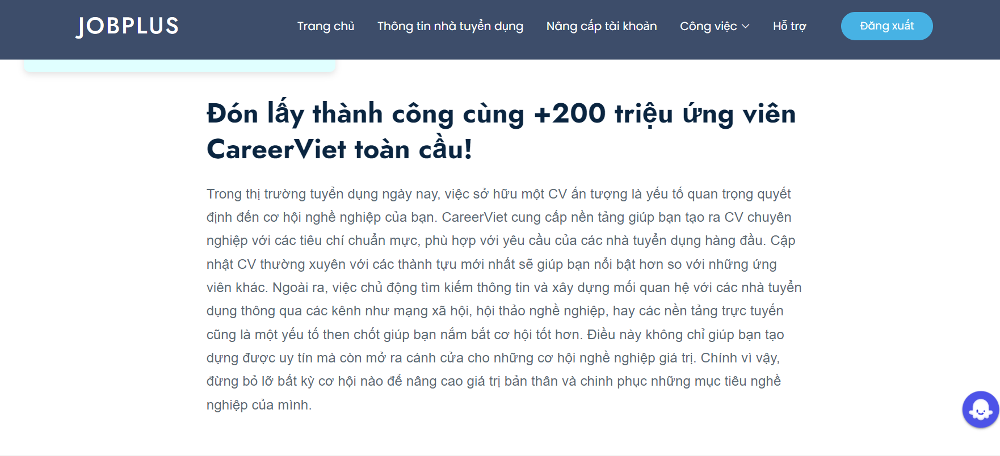 JOBPLUS
Trang chủ Thông tin nhà tuyển dụng Nâng cấp tài khoản Công việc Hỗ trợ Đăng xuất
Đón lấy thành công cùng +200 triệu ứng viên
CareerViet toàn cầu!
Trong thị trường tuyển dụng ngày nay, việc sở hữu một CV ấn tượng là yếu tố quan trọng quyết
định đến cơ hội nghề nghiệp của bạn. CareerViet cung cấp nền tảng giúp bạn tạo ra CV chuyên
nghiệp với các tiêu chí chuẩn mực, phù hợp với yêu cầu của các nhà tuyển dụng hàng đầu. Cập
nhật CV thường xuyên với các thành tựu mới nhất sẽ giúp bạn nổi bật hơn so với những ứng
viên khác. Ngoài ra, việc chủ động tìm kiếm thông tin và xây dựng mối quan hệ với các nhà tuyển
dụng thông qua các kênh như mạng xã hội, hội thảo nghề nghiệp, hay các nền tảng trực tuyến
cũng là một yếu tố then chốt giúp bạn nắm bắt cơ hội tốt hơn. Điều này không chỉ giúp bạn tạo
dựng được uy tín mà còn mở ra cánh cửa cho những cơ hội nghề nghiệp giá trị. Chính vì vậy,
đừng bỏ lỡ bất kỳ cơ hội nào để nâng cao giá trị bản thân và chinh phục những mục tiêu nghề
nghiệp của mình.